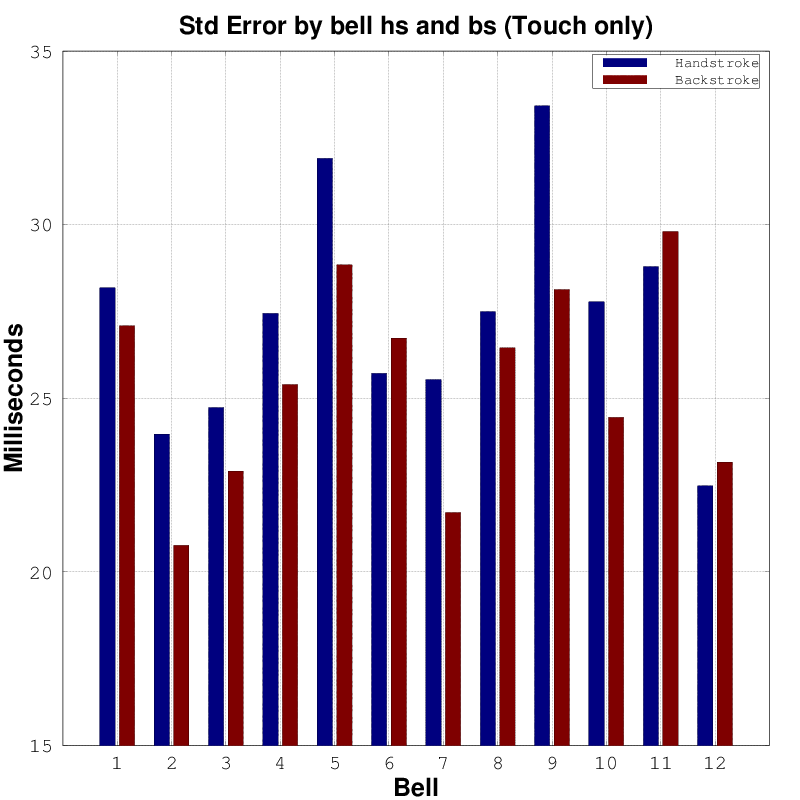 Std Error by bell hs and bs (Touch only)
Handstroke
Backstroke
35
30
25
20
15
Milliseconds
1 2 3 4 5 6 7 8 9 10 11 12
Bell